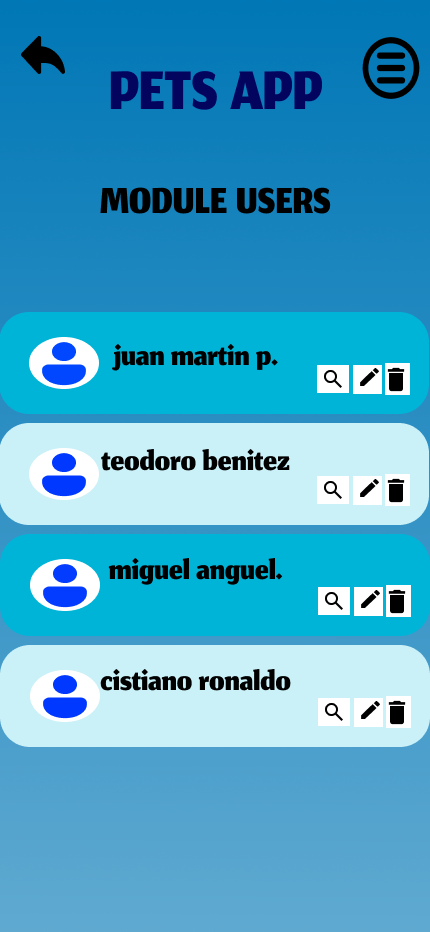 PETS APP
MODULE USERS
juan martin p.
teodoro benitez
miguel anguel.
cistiano ronaldo